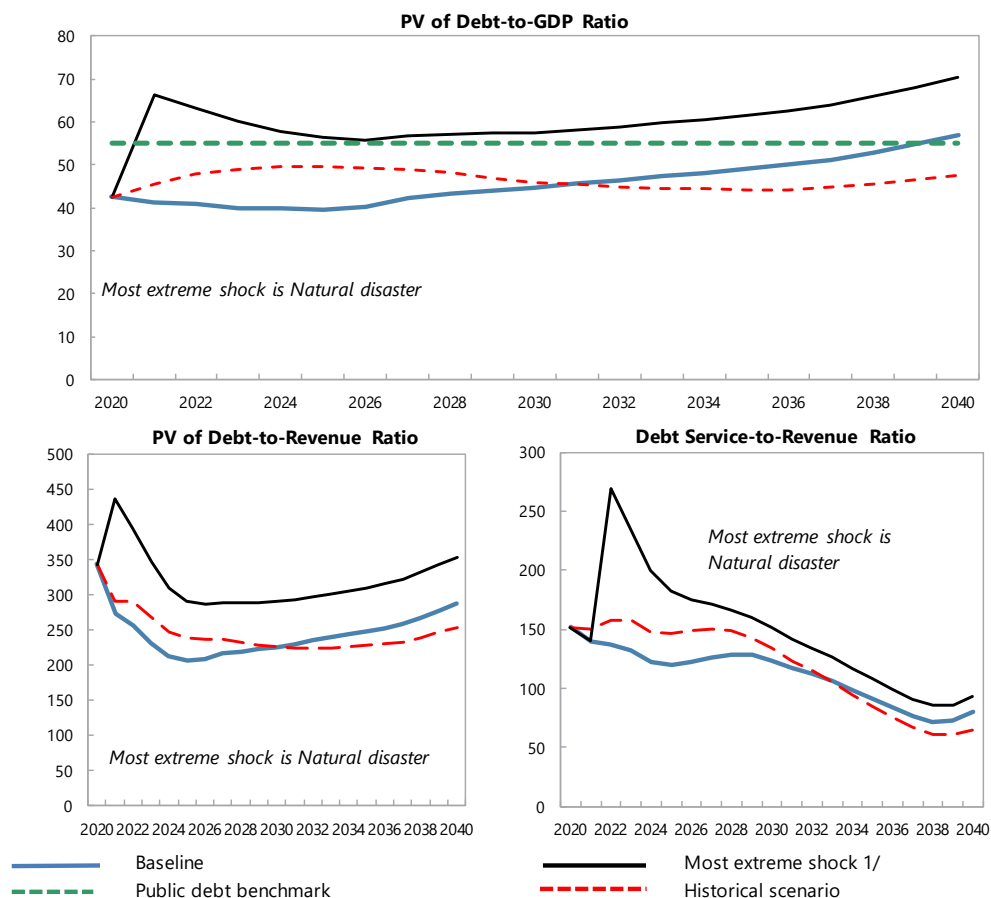 PV of Debt-to-GDP Ratio
80
70
60
50
40
30
20
10
0
Most extreme shock is Natural disaster
2020 2022 2024 2026 2028 2030 2032 2034 2036 2038 2040
PV of Debt-to-Revenue Ratio
500
450
400
350
300
250
200
150
100
50
0
Most extreme shock is Natural disaster
2020 2022 2024 2026 2028 2030 2032 2034 2036 2038 2040
Debt Service-to-Revenue Ratio
300
250
200
150
100
50
0
Most extreme shock is
Natural disaster
2020 2022 2024 2026 2028 2030 2032 2034 2036 2038 2040
Baseline
Public debt benchmark
Most extreme shock 1/
Historical scenario